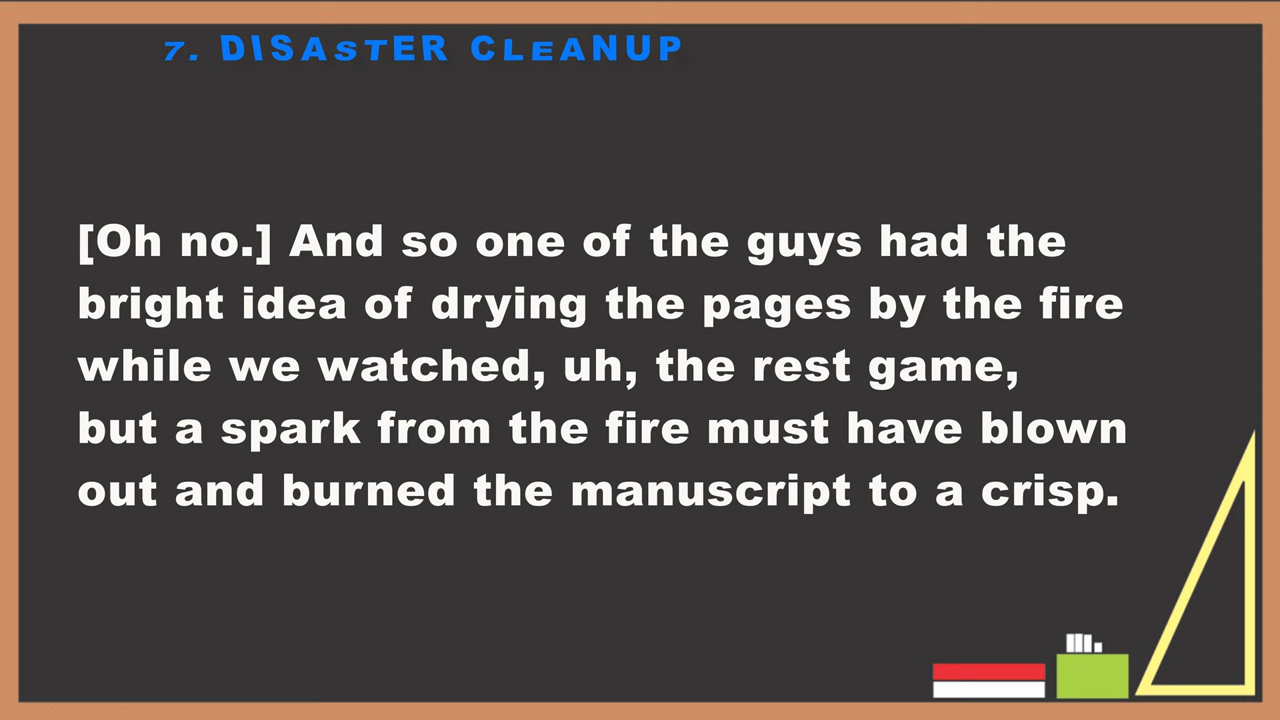 7. DISASTER CLEANUP
[Oh no.] And so one of the guys had the
bright idea of drying the pages by the fire
while we watched, uh, the rest game,
but a spark from the fire must have blown
out and burned the manuscript to a crisp.